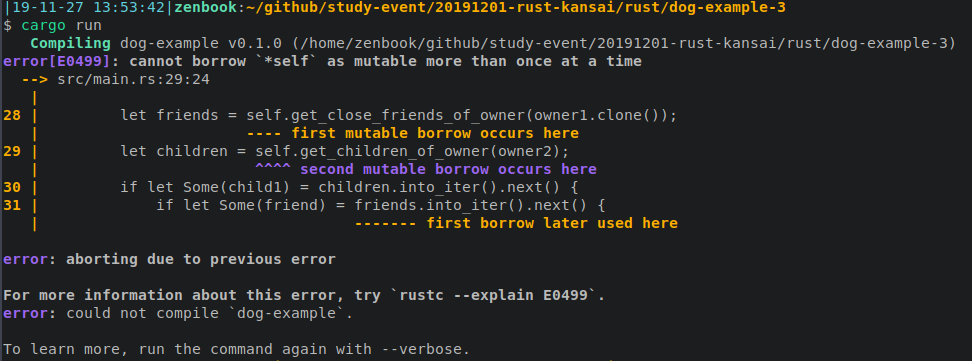 |19-11-27 13:53:42|zenbook:~/github/study-event/20191201-rust-kansai/rust/dog-example-3
$ cargo run
   Compiling dog-example v0.1.0 (/home/zenbook/github/study-event/20191201-rust-kansai/rust/dog-example-3)
error[E0499]: cannot borrow `*self` as mutable more than once at a time
  --> src/main.rs:29:24
   |
28 |         let friends = self.get_close_friends_of_owner(owner1.clone());
   |                       ---- first mutable borrow occurs here
29 |         let children = self.get_children_of_owner(owner2);
   |                        ^^^^ second mutable borrow occurs here
30 |         if let Some(child1) = children.into_iter().next() {
31 |             if let Some(friend) = friends.into_iter().next() {
   |                                   ------- first borrow later used here

error: aborting due to previous error

For more information about this error, try `rustc --explain E0499`.
error: could not compile `dog-example`.

To learn more, run the command again with --verbose.